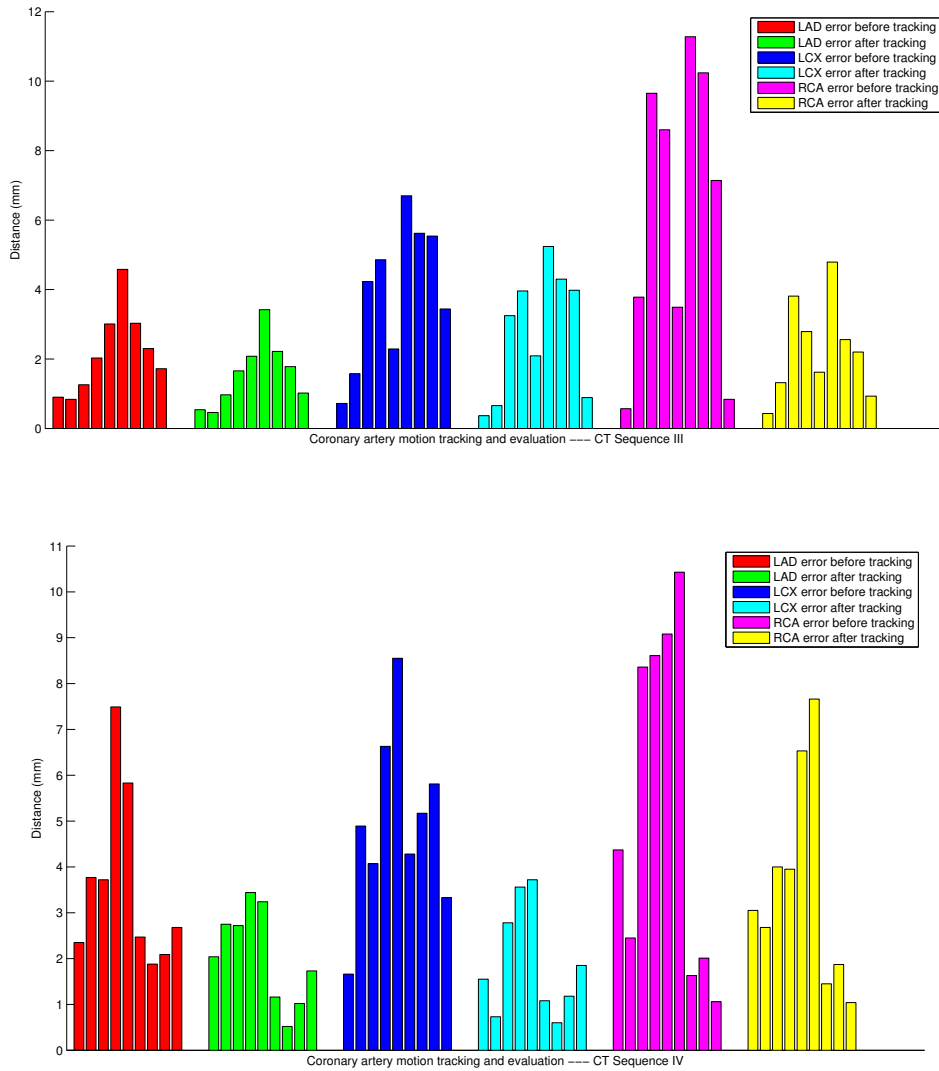 12
10
8
6
4
2
0
Distance (mm)
LAD error before tracking
LAD error after tracking
LCX error before tracking
LCX error after tracking
RCA error before tracking
RCA error after tracking
Coronary artery motion tracking and evaluation −−− CT Sequence III
11
10
9
8
7
6
5
4
3
2
1
0
Distance (mm)
LAD error before tracking
LAD error after tracking
LCX error before tracking
LCX error after tracking
RCA error before tracking
RCA error after tracking
Coronary artery motion tracking and evaluation −−− CT Sequence IV